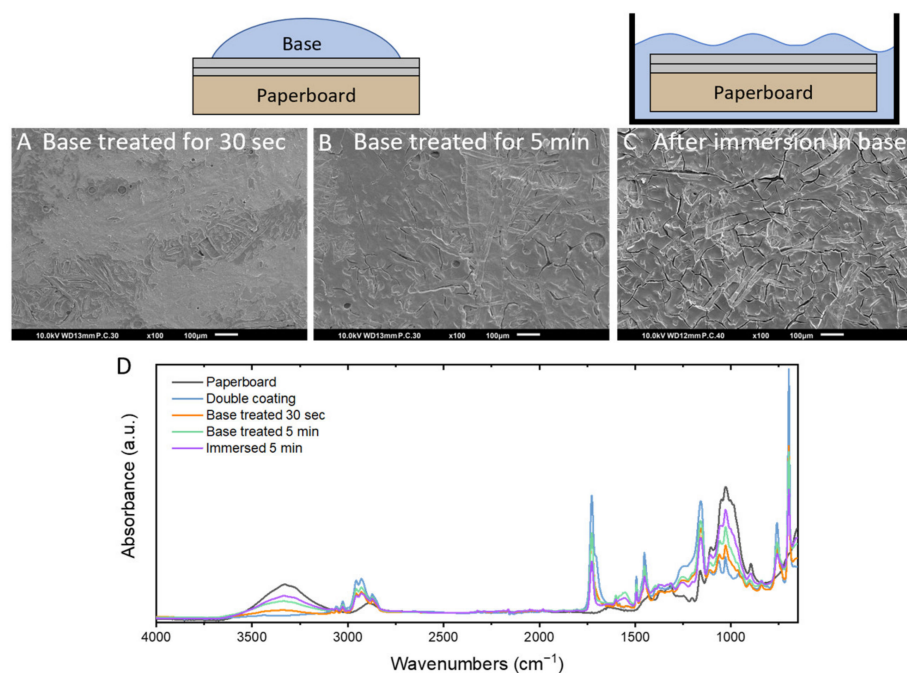 Base
Paperboard
Paperboard
A Base treated for 30 sec
B Base treated for 5 min
C After immersion in base
10.0kV WD13mm P.C.30 x100 100μm
10.0kV WD13mm P.C.30 x100 100μm
10.0kV WD12mm P.C.40 x100 100μm
D
Paperboard
Double coating
Base treated 30 sec
Base treated 5 min
Immersed 5 min
Absorbance (a.u.)
4000 3500 3000 2500 2000 1500 1000
Wavenumbers (cm⁻¹)